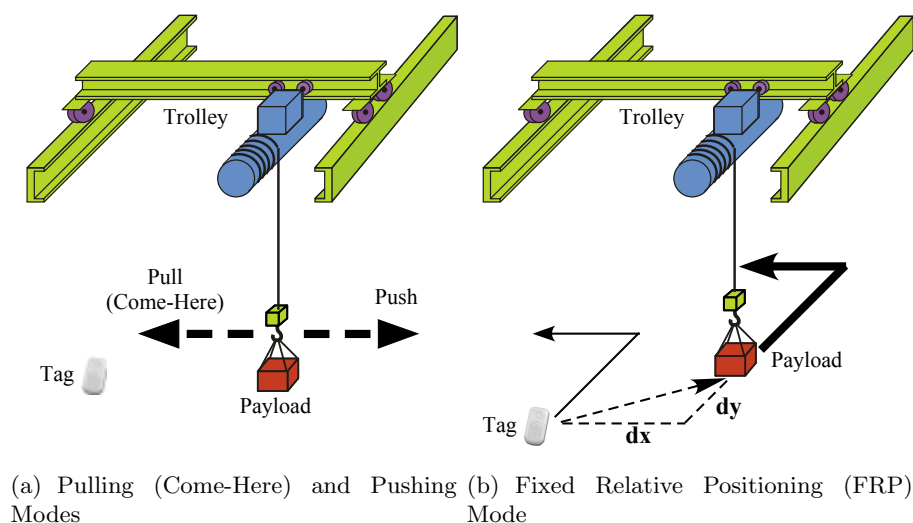 Trolley
Pull
(Come-Here)
Push
Tag
Payload
(a) Pulling (Come-Here) and Pushing
Modes
Trolley
Payload
Tag
dy
dx
(b) Fixed Relative Positioning (FRP)
Mode